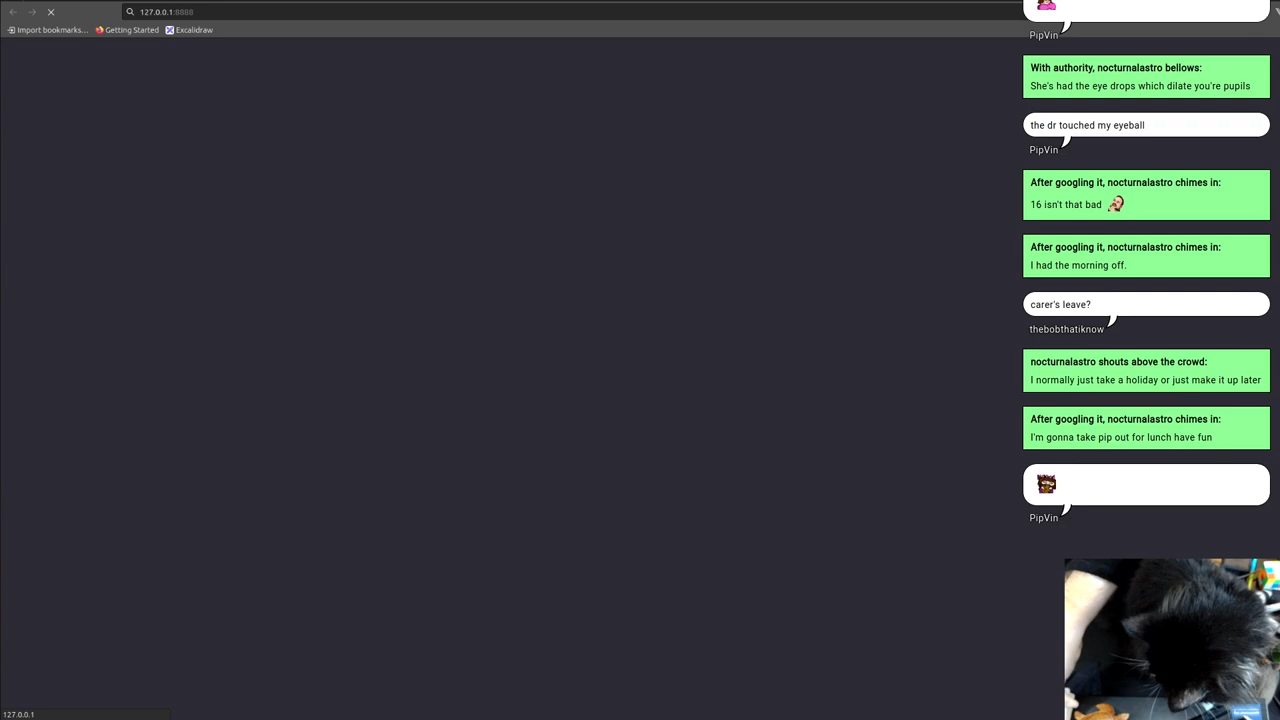 127.0.0.1:8888
Import bookmarks...
Getting Started
Excalidraw
PipVin
With authority, nocturnalastro bellows:
She's had the eye drops which dilate you're pupils
the dr touched my eyeball
PipVin
After googling it, nocturnalastro chimes in:
16 isn't that bad
After googling it, nocturnalastro chimes in:
I had the morning off.
carer's leave?
thebobthatiknow
nocturnalastro shouts above the crowd:
I normally just take a holiday or just make it up later
After googling it, nocturnalastro chimes in:
I'm gonna take pip out for lunch have fun
PipVin
127.0.0.1